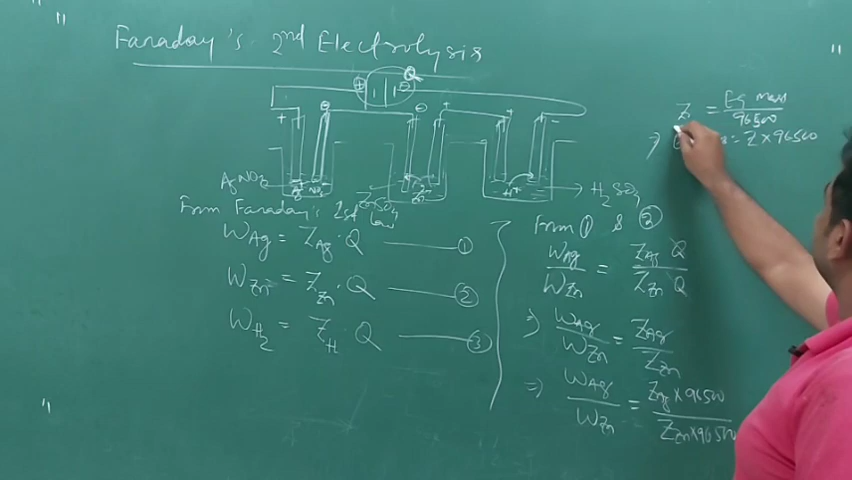 Faraday's 2nd Electrolysis
Q
AgNO3
ZnSO4
H2SO4
From Faraday's 1st Law
WAg = ZAg · Q —— ①
WZn = ZZn · Q —— ②
WH2 = ZH · Q —— ③
From ① & ②
WAg / WZn = ZAg Q / ZZn Q
⇒ WAg / WZn = ZAg / ZZn
⇒ WAg / WZn = ZAg × 96500 / ZZn × 96500
Z = Eq mass / 96500
⇒ = Z × 96500